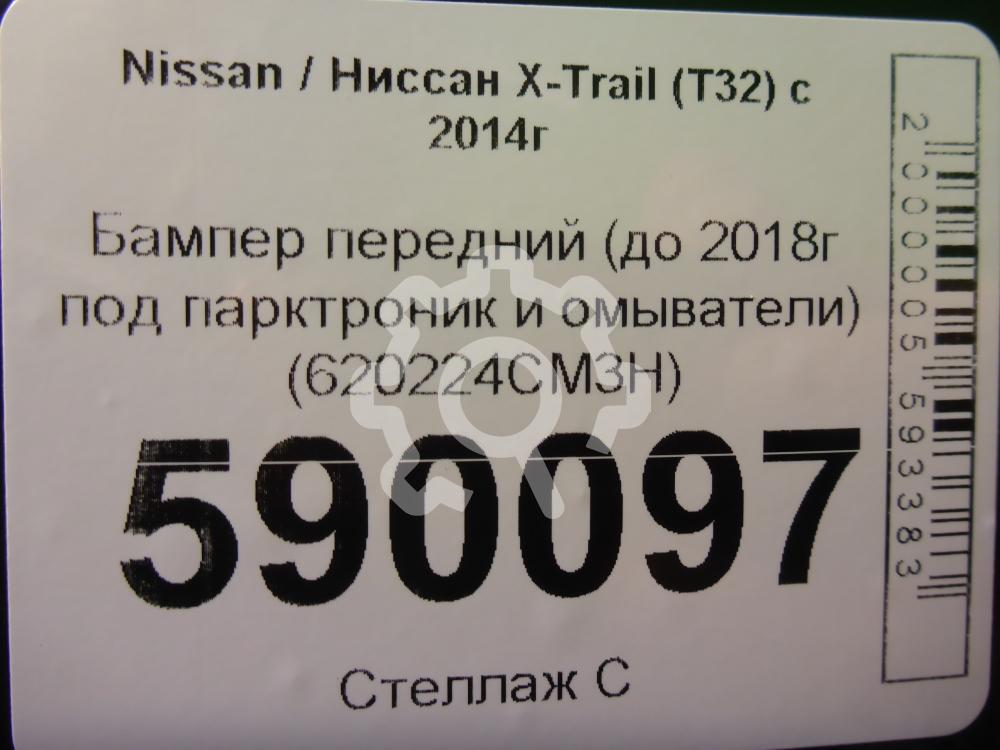 Nissan / Ниссан X-Trail (T32) с
2014г
Бампер передний (до 2018г
под парктроник и омыватели)
(620224CM3H)
590097
Стеллаж С
2000005593383